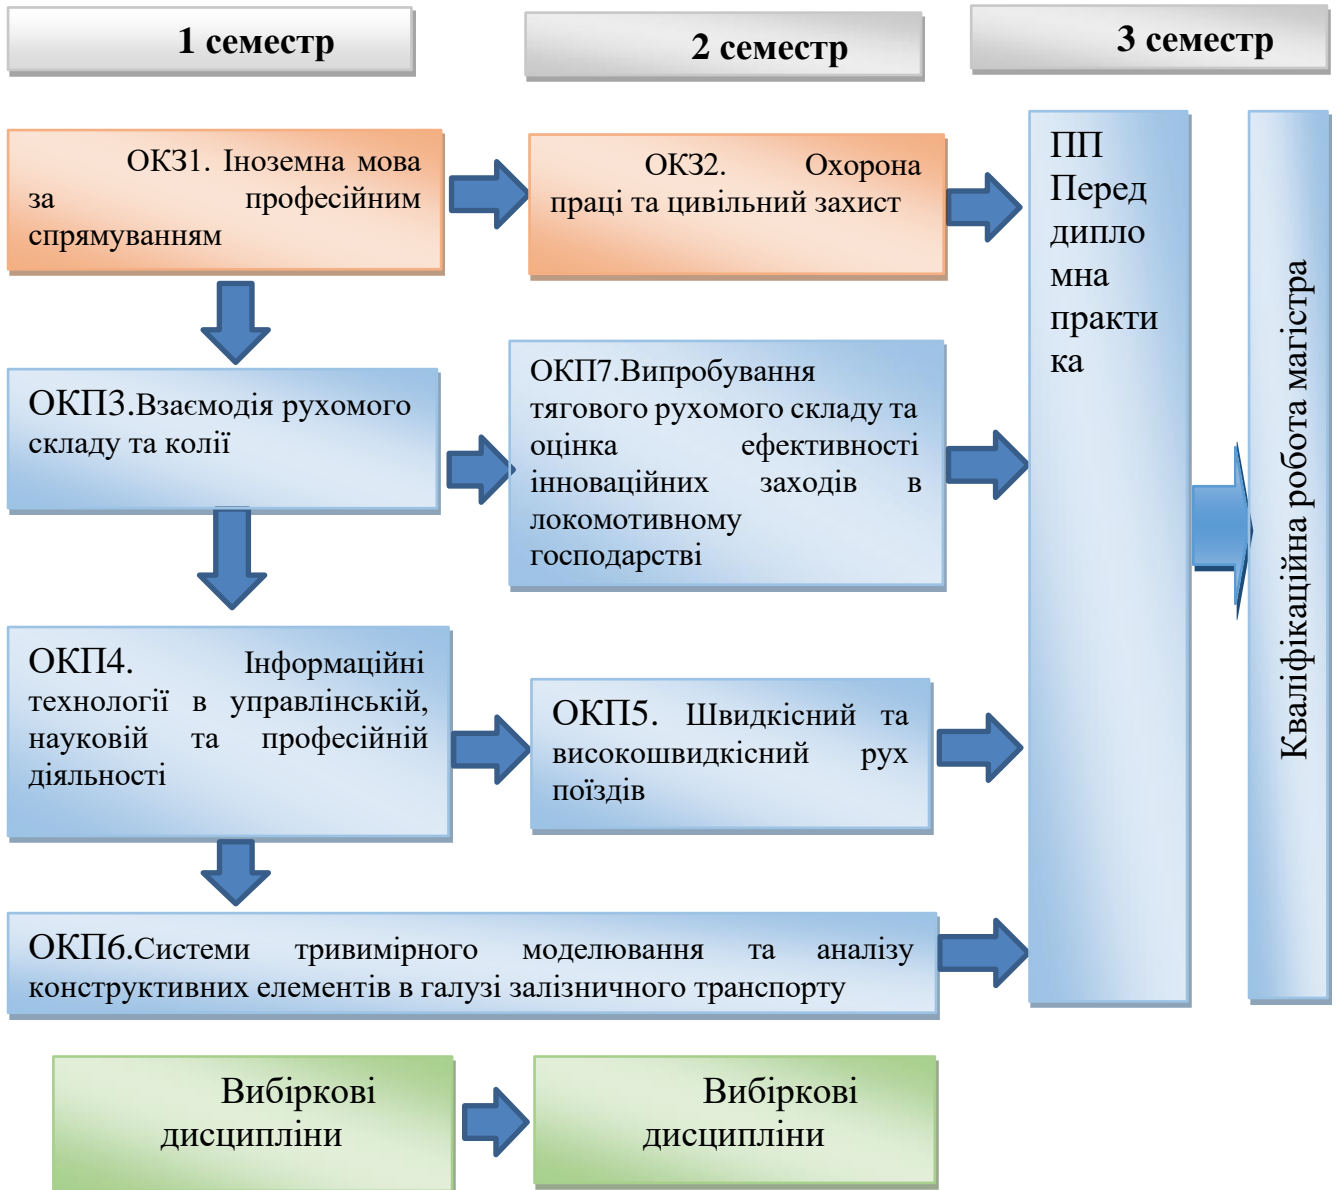 1 семестр
2 семестр
3 семестр
ОКЗ1. Іноземна мова
за професійним
спрямуванням
ОКЗ2. Охорона
праці та цивільний захист
ПП
Перед
дипло
мна
практи
ка
Кваліфікаційна робота магістра
ОКП3.Взаємодія рухомого
складу та колії
ОКП7.Випробування
тягового рухомого складу та
оцінка ефективності
інноваційних заходів в
локомотивному
господарстві
ОКП4. Інформаційні
технології в управлінській,
науковій та професійній
діяльності
ОКП5. Швидкісний та
високошвидкісний рух
поїздів
ОКП6.Системи тривимірного моделювання та аналізу
конструктивних елементів в галузі залізничного транспорту
Вибіркові
дисципліни
Вибіркові
дисципліни